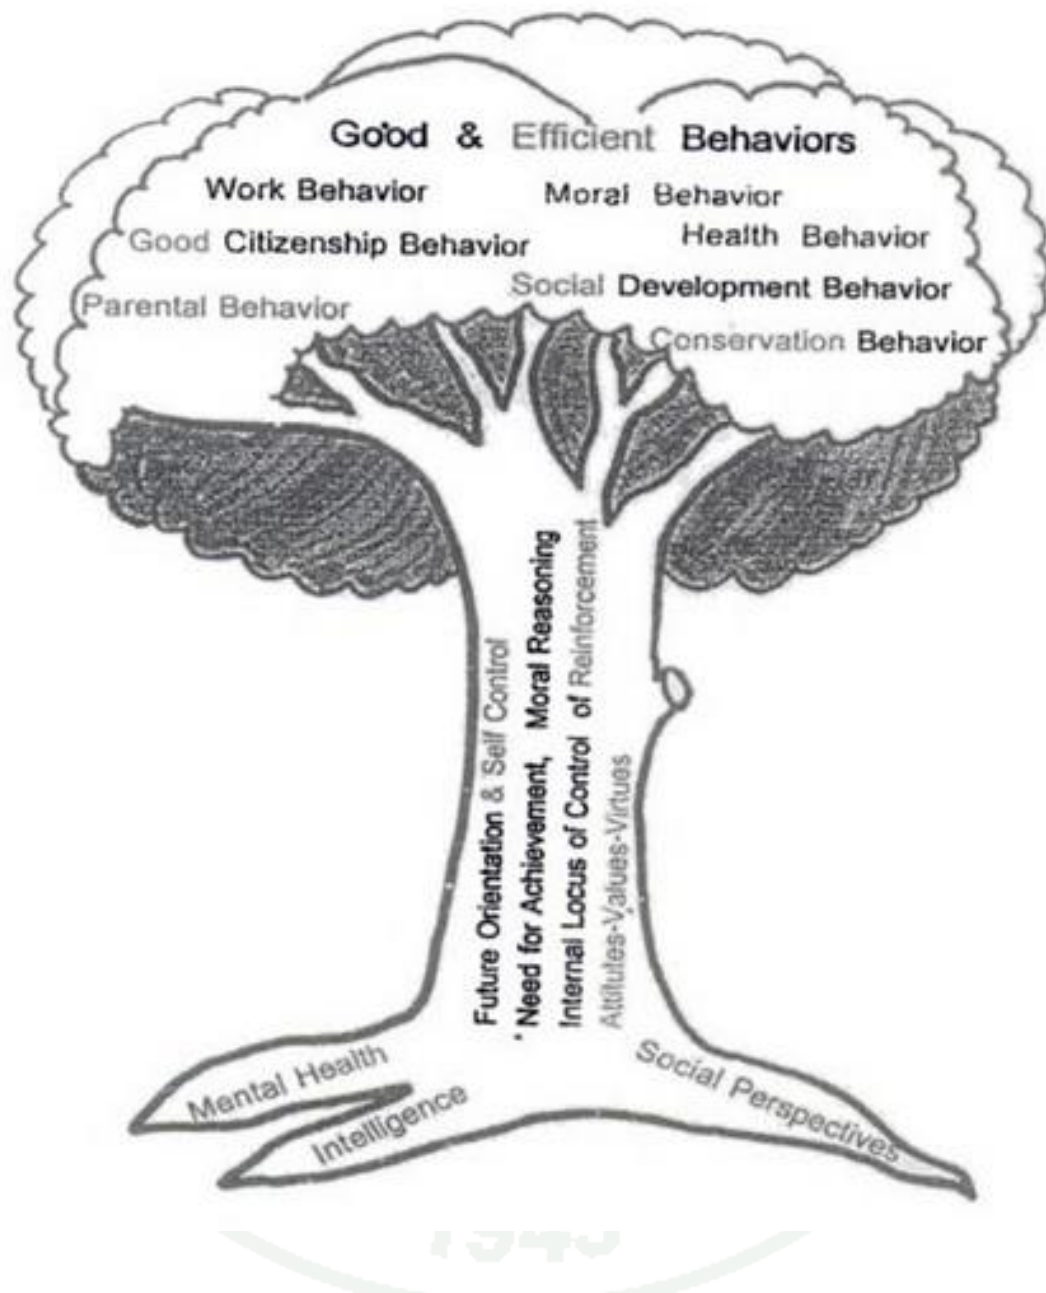 Good & Efficient Behaviors
Work Behavior
Moral Behavior
Good Citizenship Behavior
Health Behavior
Parental Behavior
Social Development Behavior
Conservation Behavior
Future Orientation & Self Control
Need for Achievement, Moral Reasoning
Internal Locus of Control of Reinforcement
Attitutes-Values-Virtues
Mental Health
Intelligence
Social Perspectives